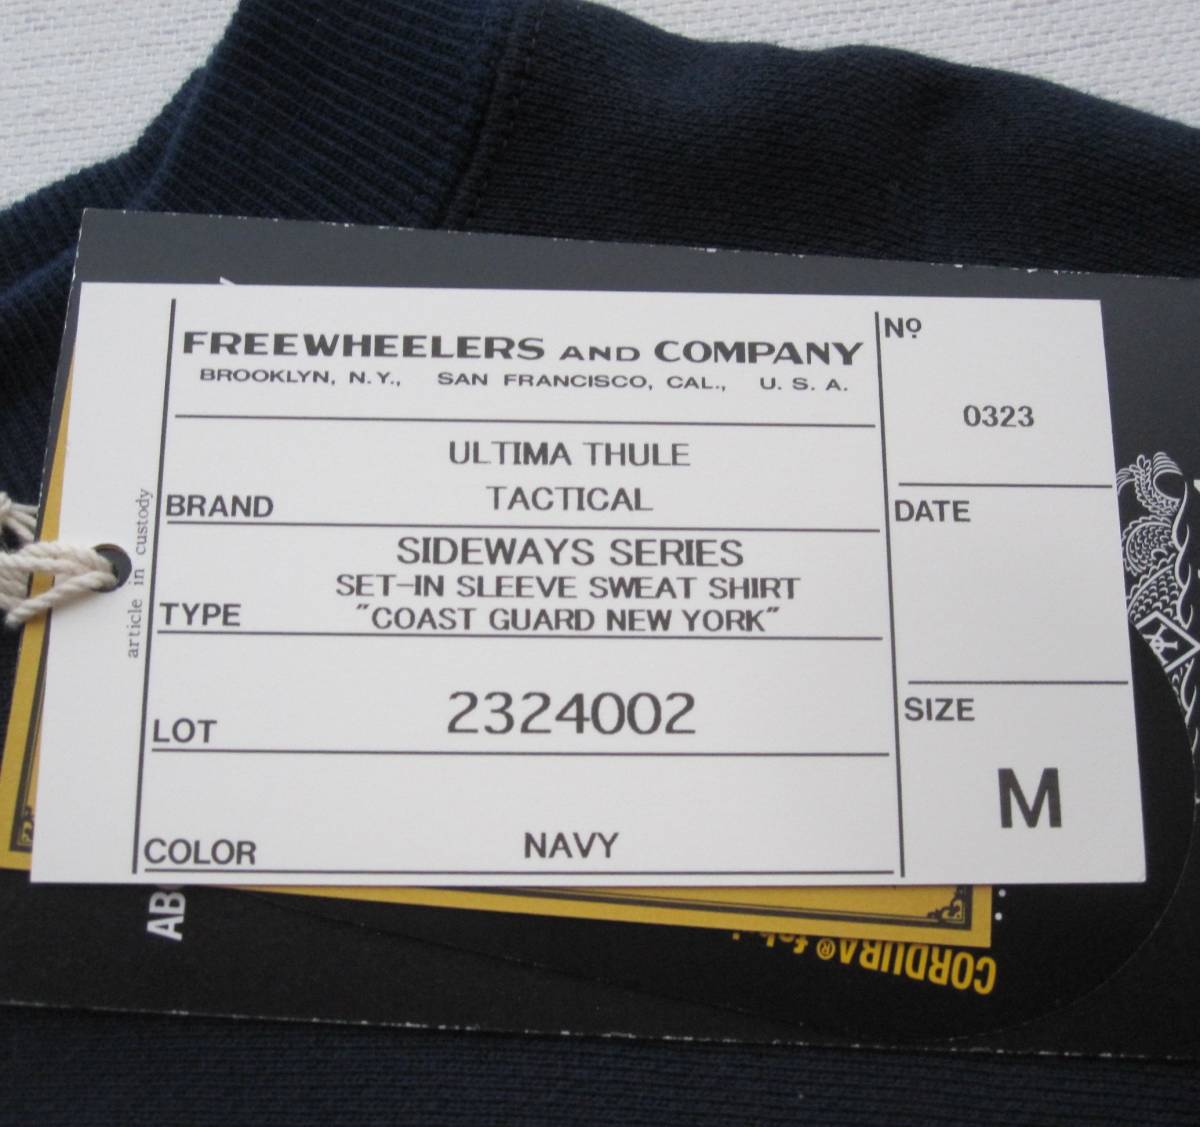 FREEWHEELERS AND COMPANY
BROOKLYN, N.Y., SAN FRANCISCO, CAL., U. S. A.
Nº
0323
BRAND
ULTIMA THULE
TACTICAL
DATE
TYPE
SIDEWAYS SERIES
SET-IN SLEEVE SWEAT SHIRT
"COAST GUARD NEW YORK"
LOT
2324002
SIZE
M
COLOR
NAVY
article in custody
CORDURA®